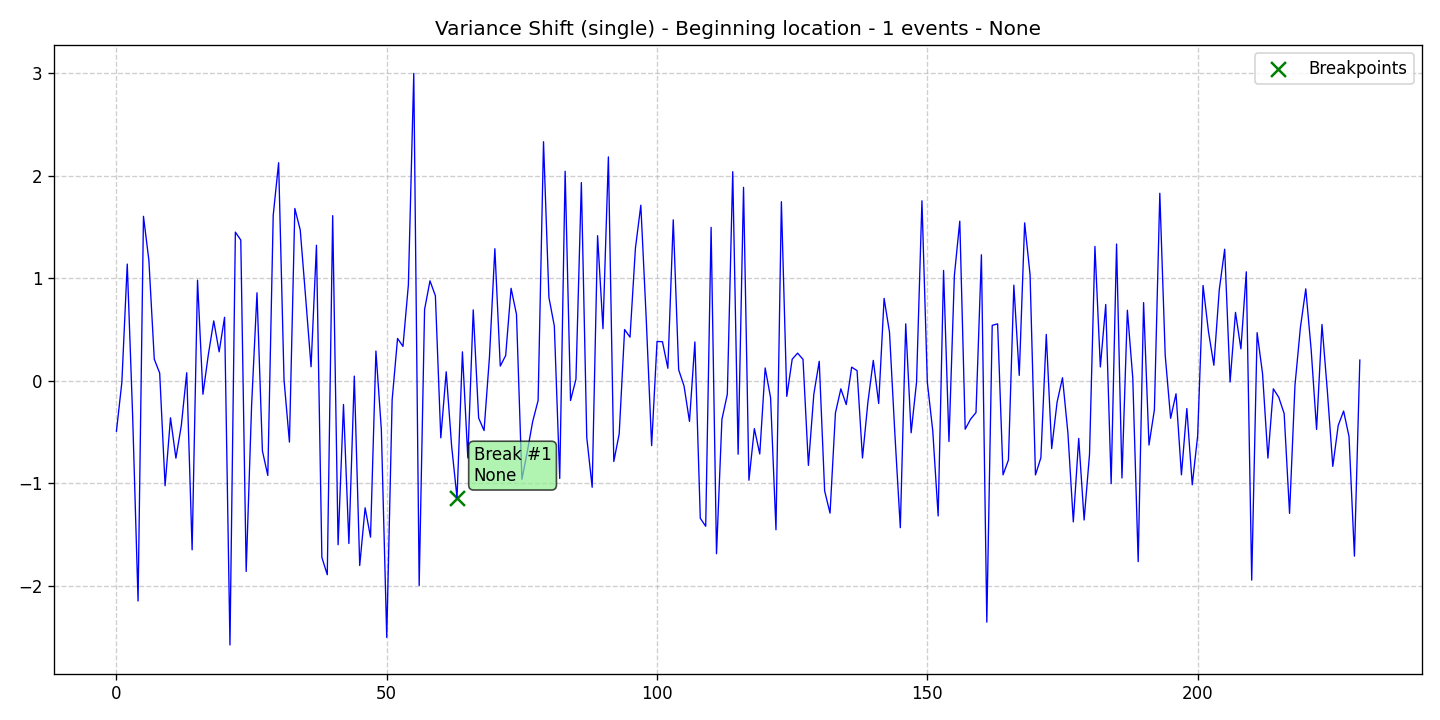 Variance Shift (single) - Beginning location - 1 events - None
Breakpoints
3
2
1
0
−1
−2
Break #1
None
0
50
100
150
200